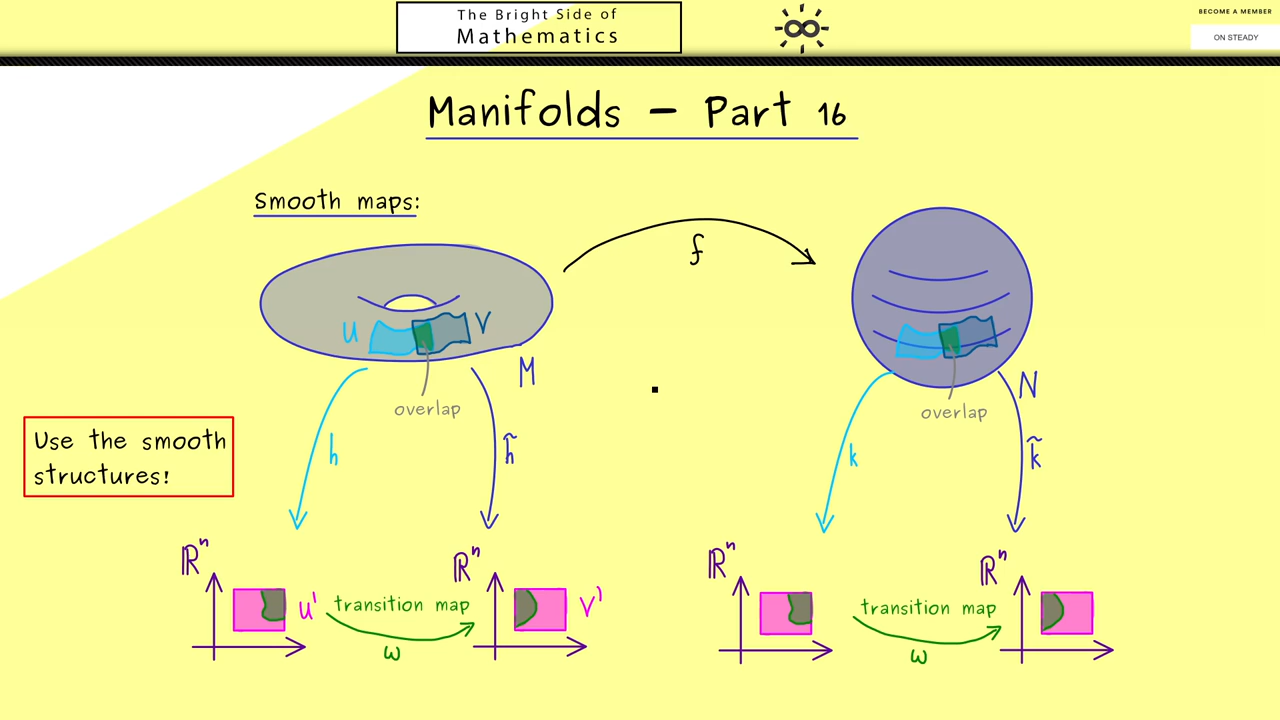 The Bright Side of
Mathematics
BECOME A MEMBER
ON STEADY
Manifolds - Part 16
Smooth maps:
f
U
V
M
overlap
N
overlap
Use the smooth
structures!
h
h̃
k
k̃
ℝⁿ
ℝⁿ
ℝⁿ
ℝⁿ
U'
transition map
ω
V'
transition map
ω